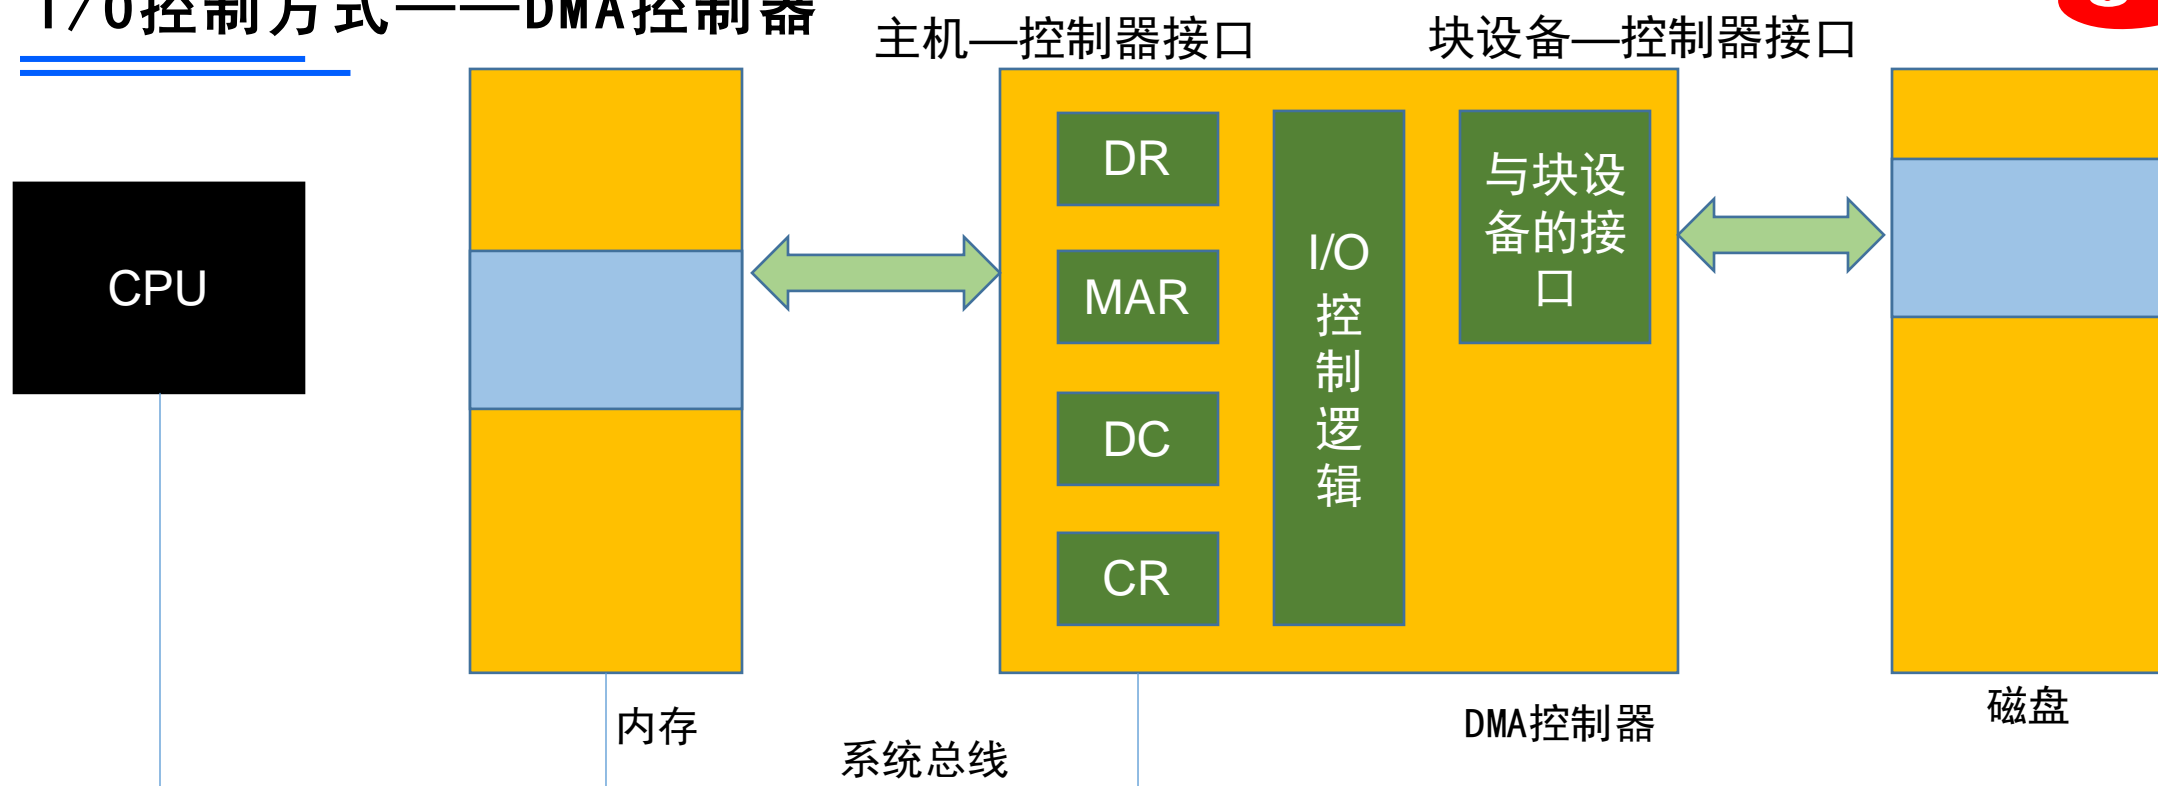 I/O控制方式——DMA控制器
主机—控制器接口
块设备—控制器接口
CPU
DR
MAR
DC
CR
I/O
控
制
逻
辑
与块设
备的接
口
内存
系统总线
DMA控制器
磁盘